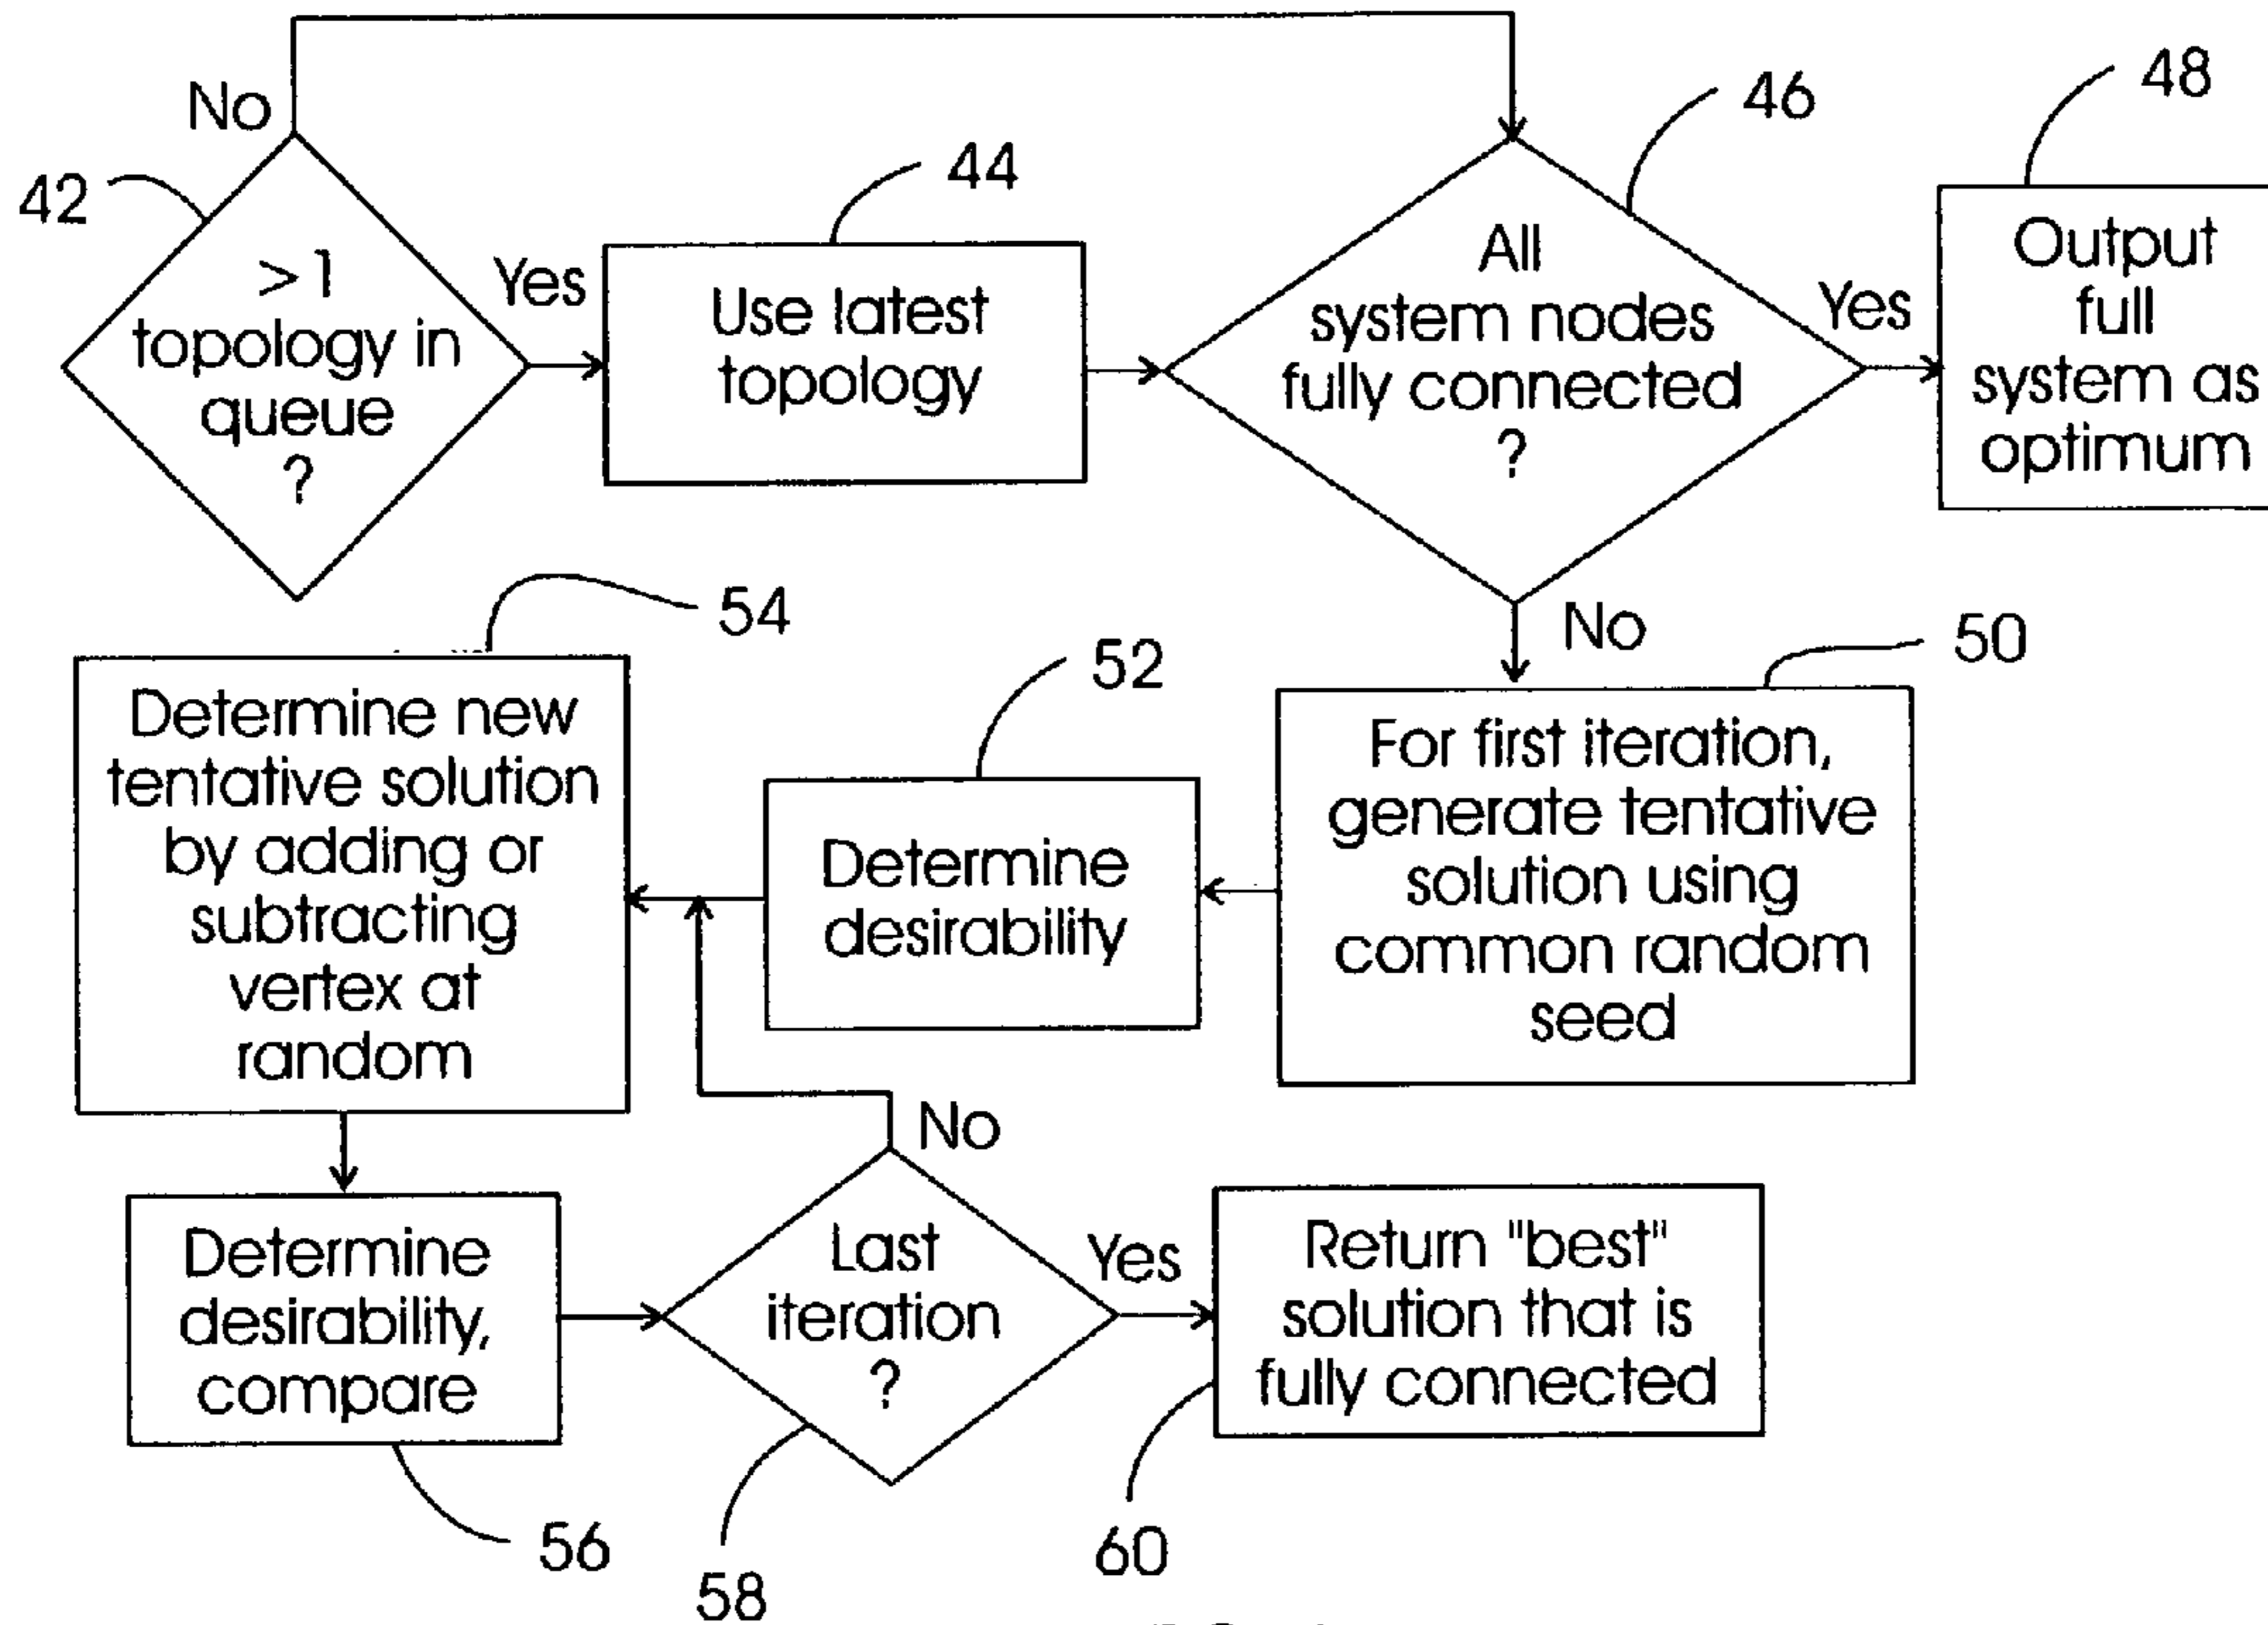 No
42
>1
topology in
queue
?
Yes
44
Use latest
topology
46
All
system nodes
fully connected
?
Yes
48
Output
full
system as
optimum
No
50
For first iteration,
generate tentative
solution using
common random
seed
52
Determine
desirability
54
Determine new
tentative solution
by adding or
subtracting
vertex at
random
Determine
desirability,
compare
56
Last
iteration
?
No
58
Yes
Return "best"
solution that is
fully connected
60